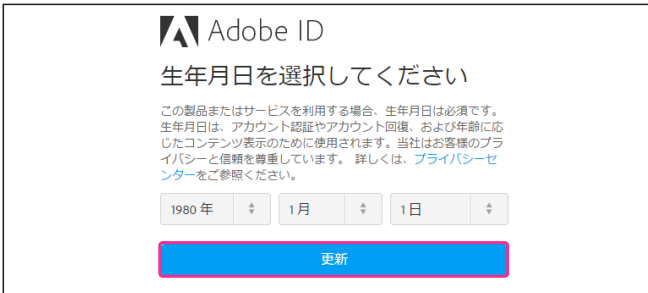 Adobe ID
生年月日を選択してください
この製品またはサービスを利用する場合、生年月日は必須です。
生年月日は、アカウント認証やアカウント回復、および年齢に応
じたコンテンツ表示のために使用されます。当社はお客様のプラ
イバシーと信頼を尊重しています。 詳しくは、プライバシーセ
ンターをご参照ください。
1980 年 1 月 1 日
更新